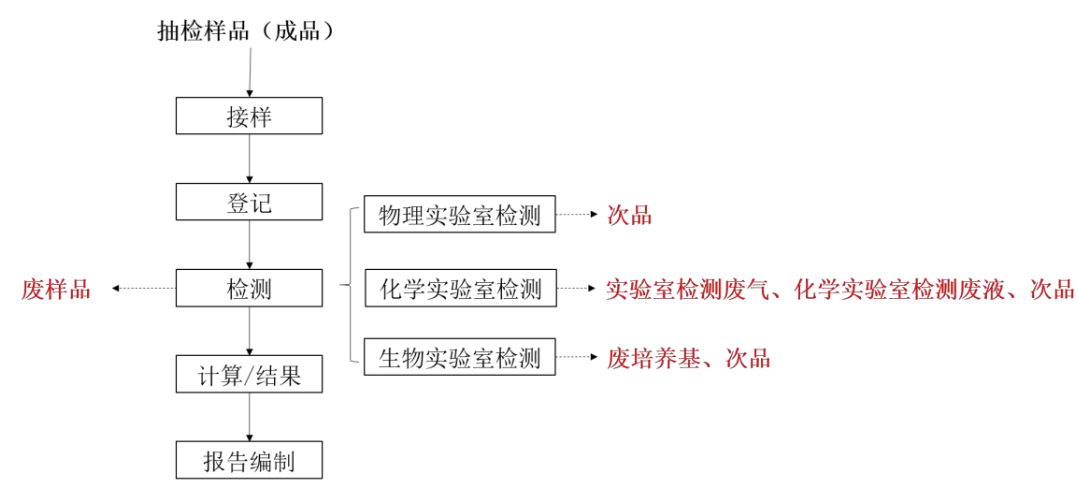 抽检样品（成品）
接样
登记
物理实验室检测
次品
废样品
检测
化学实验室检测
实验室检测废气、化学实验室检测废液、次品
生物实验室检测
废培养基、次品
计算/结果
报告编制